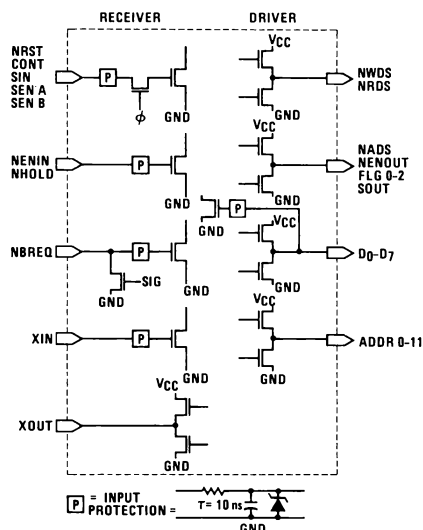 RECEIVER DRIVER
NRST
CONT
SIN
SEN A
SEN B
P
ϕ
GND
VCC
GND
NWDS
NRDS
NENIN
NHOLD
P
GND
VCC
GND
NADS
NENOUT
FLG 0-2
SOUT
GND
P
NBREQ
P
SIG
GND
GND
VCC
GND
D0-D7
XIN
P
GND
VCC
GND
ADDR 0-11
XOUT
VCC
GND
P = INPUT
PROTECTION =
τ = 10 ns
GND